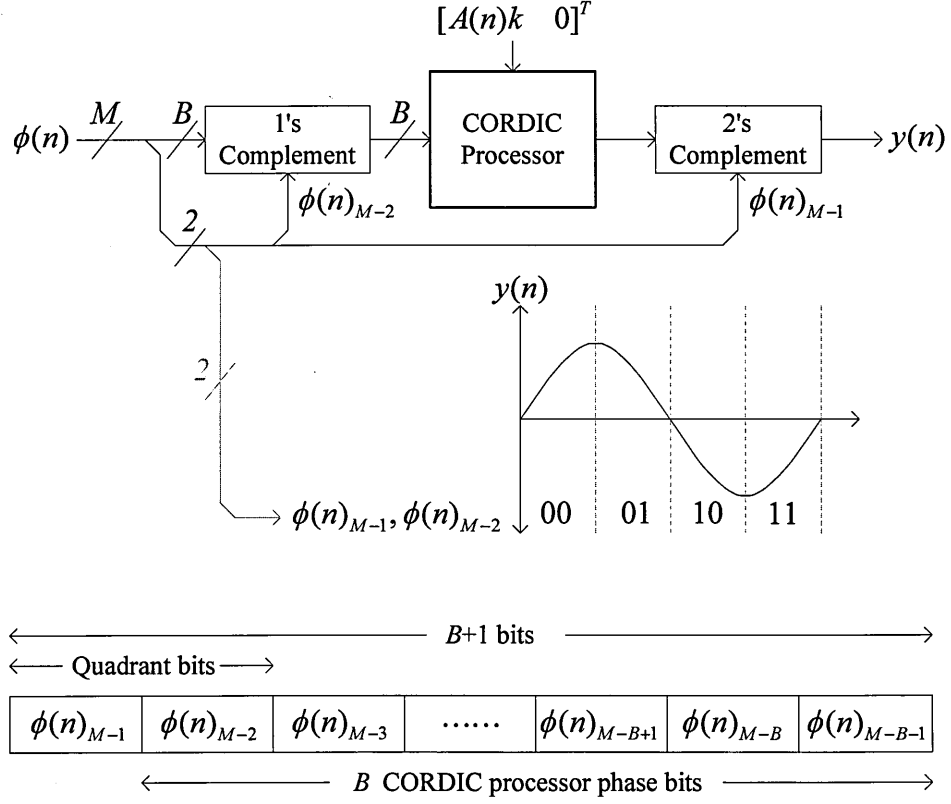 [A(n)k 0]^T
ϕ(n) M B 1's Complement B CORDIC Processor 2's Complement y(n)
ϕ(n)_{M−2} ϕ(n)_{M−1}
2
y(n)
2
00 01 10 11
ϕ(n)_{M−1}, ϕ(n)_{M−2}
B+1 bits
Quadrant bits
ϕ(n)_{M−1} ϕ(n)_{M−2} ϕ(n)_{M−3} ...... ϕ(n)_{M−B+1} ϕ(n)_{M−B} ϕ(n)_{M−B−1}
B CORDIC processor phase bits